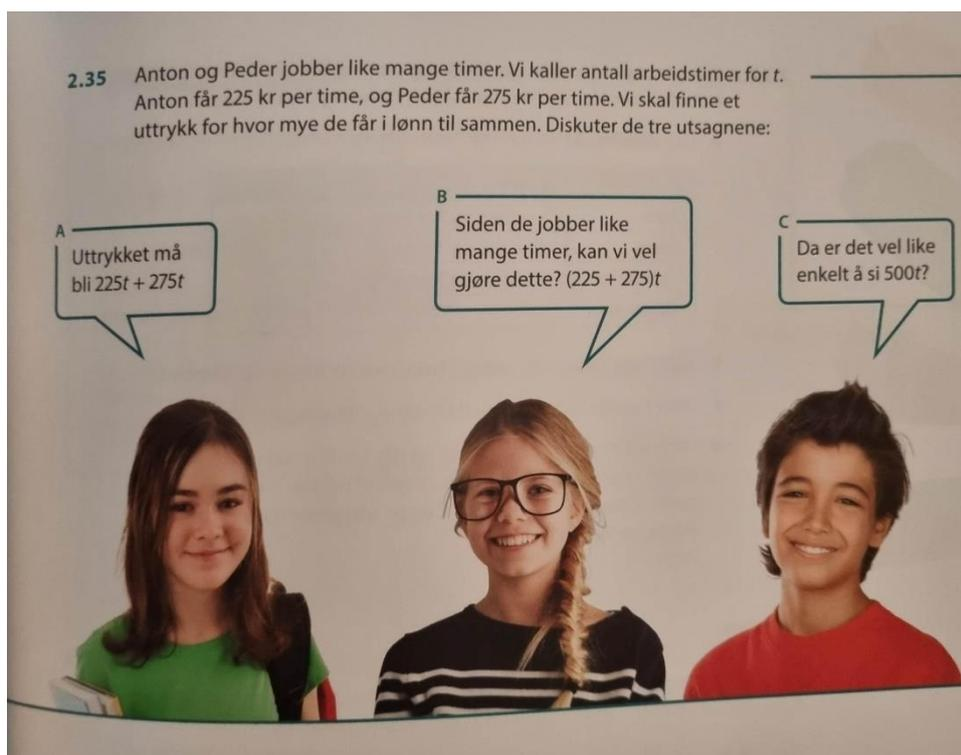 2.35 Anton og Peder jobber like mange timer. Vi kaller antall arbeidstimer for t.
Anton får 225 kr per time, og Peder får 275 kr per time. Vi skal finne et
uttrykk for hvor mye de får i lønn til sammen. Diskuter de tre utsagnene:
A
Uttrykket må
bli 225t + 275t
B
Siden de jobber like
mange timer, kan vi vel
gjøre dette? (225 + 275)t
C
Da er det vel like
enkelt å si 500t?